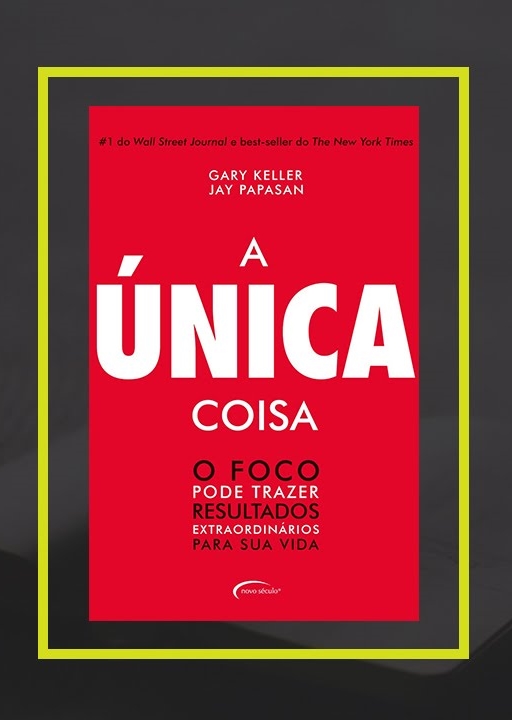 #1 do Wall Street Journal e best-seller do The New York Times
GARY KELLER
JAY PAPASAN
A
ÚNICA
COISA
O FOCO
PODE TRAZER
RESULTADOS
EXTRAORDINÁRIOS
PARA SUA VIDA
novo século®